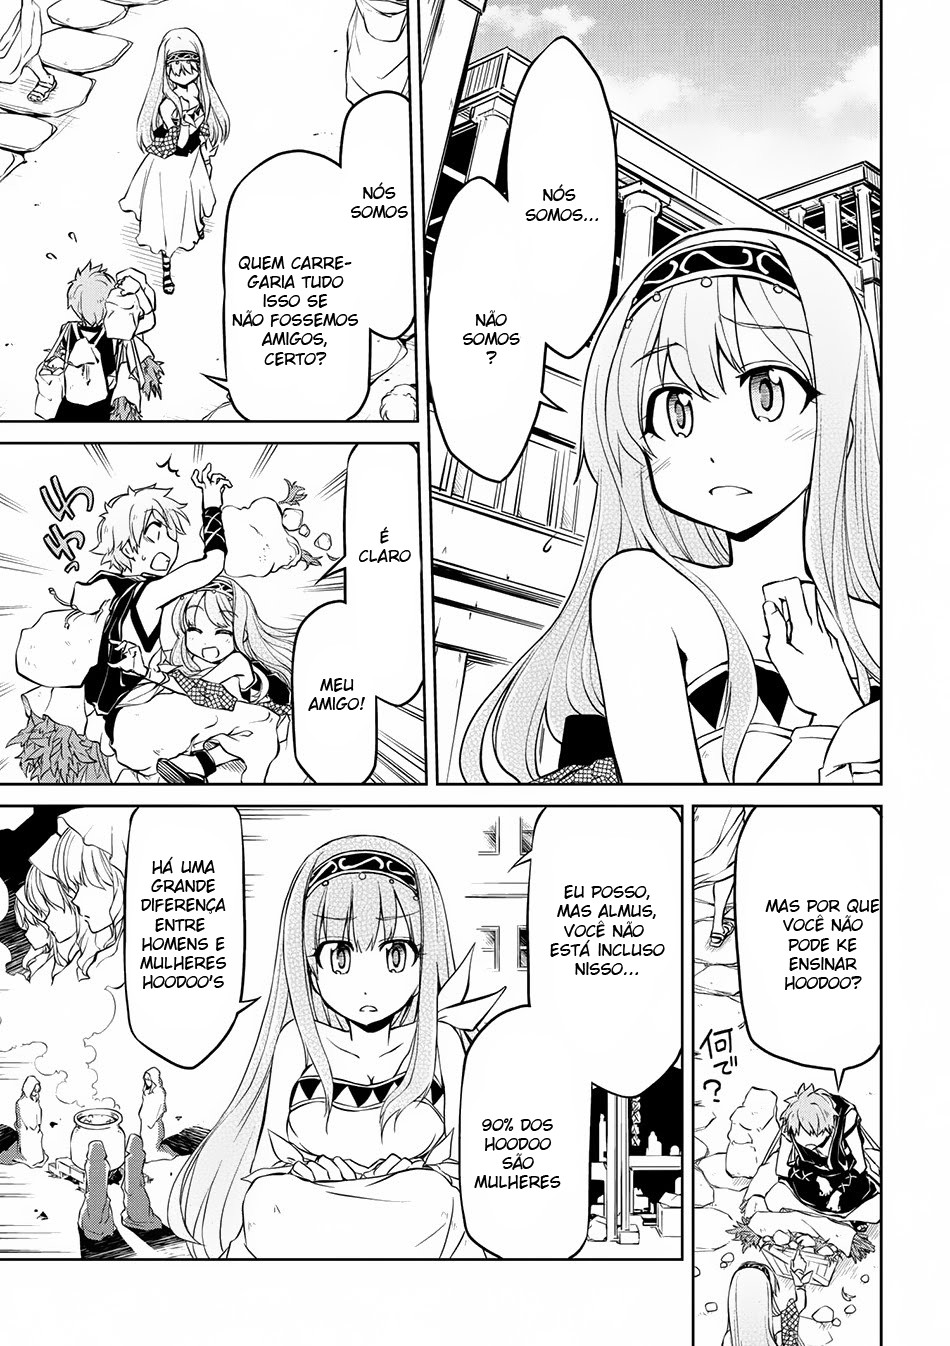 NÓS
SOMOS...
NÃO
SOMOS
?
NÓS
SOMOS
QUEM CARRE-
GARIA TUDO
ISSO SE
NÃO FOSSEMOS
AMIGOS,
CERTO?
É
CLARO
MEU
AMIGO!
MAS POR QUE
VOCÊ NÃO
PODE KE
ENSINAR
HOODOO?
何で?
EU POSSO,
MAS ALMUS,
VOCÊ NÃO
ESTÁ INCLUSO
NISSO...
90% DOS
HOODOO
SÃO
MULHERES
HÁ UMA
GRANDE
DIFERENÇA
ENTRE
HOMENS E
MULHERES
HOODOO'S